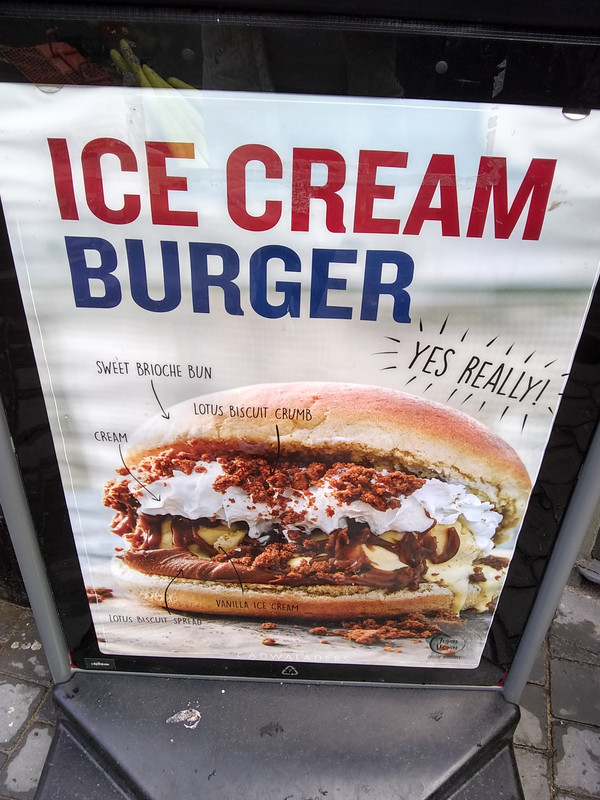 ICE CREAM
BURGER
YES REALLY!
SWEET BRIOCHE BUN
LOTUS BISCUIT CRUMB
CREAM
VANILLA ICE CREAM
LOTUS BISCUIT SPREAD